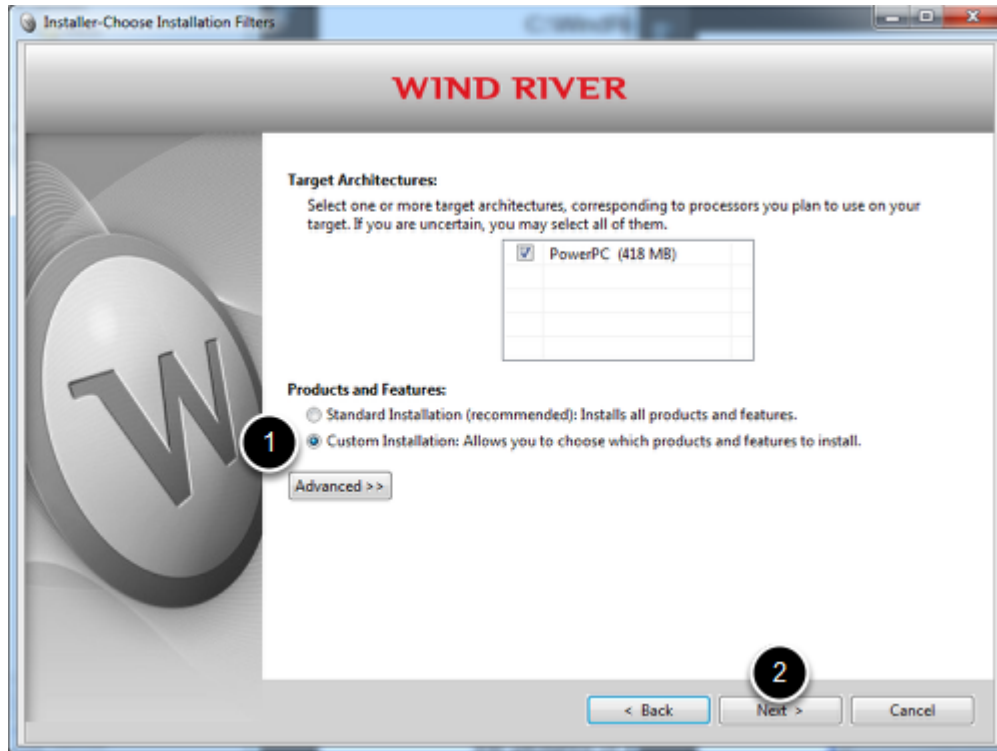 Installer-Choose Installation Filters
WIND RIVER
Target Architectures:
Select one or more target architectures, corresponding to processors you plan to use on your
target. If you are uncertain, you may select all of them.
PowerPC (418 MB)
W
Products and Features:
Standard Installation (recommended): Installs all products and features.
1
Custom Installation: Allows you to choose which products and features to install.
Advanced >>
2
< Back
Next >
Cancel